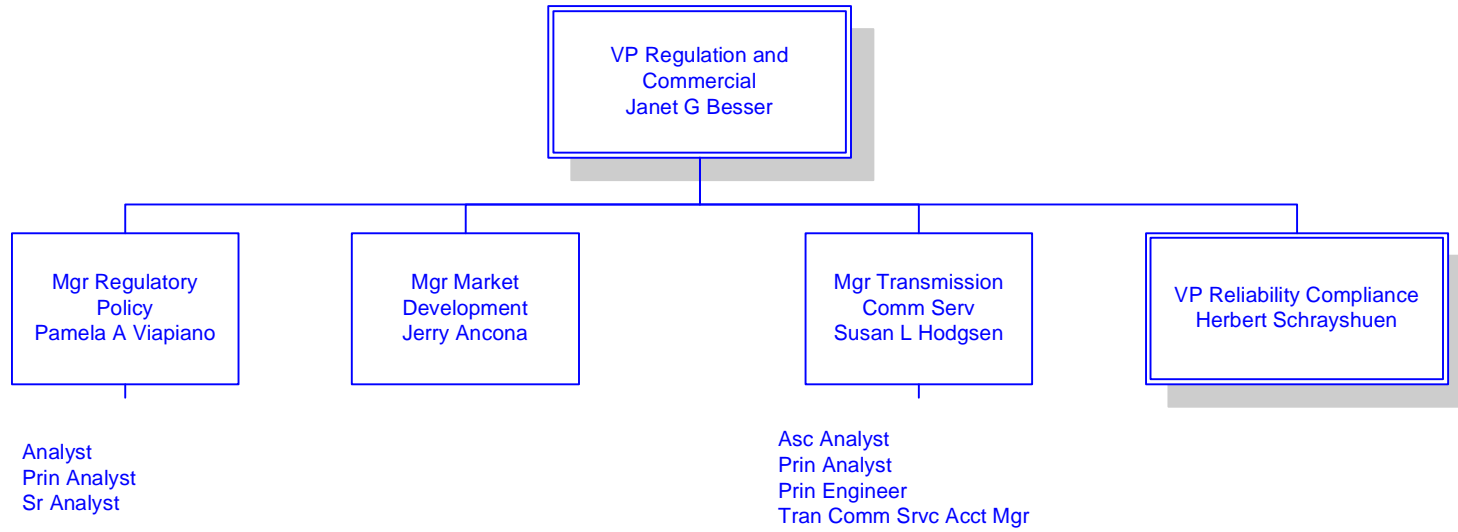 VP Regulation and
Commercial
Janet G Besser
Mgr Regulatory
Policy
Pamela A Viapiano
Mgr Market
Development
Jerry Ancona
Mgr Transmission
Comm Serv
Susan L Hodgsen
VP Reliability Compliance
Herbert Schrayshuen
Analyst
Prin Analyst
Sr Analyst
Asc Analyst
Prin Analyst
Prin Engineer
Tran Comm Srvc Acct Mgr